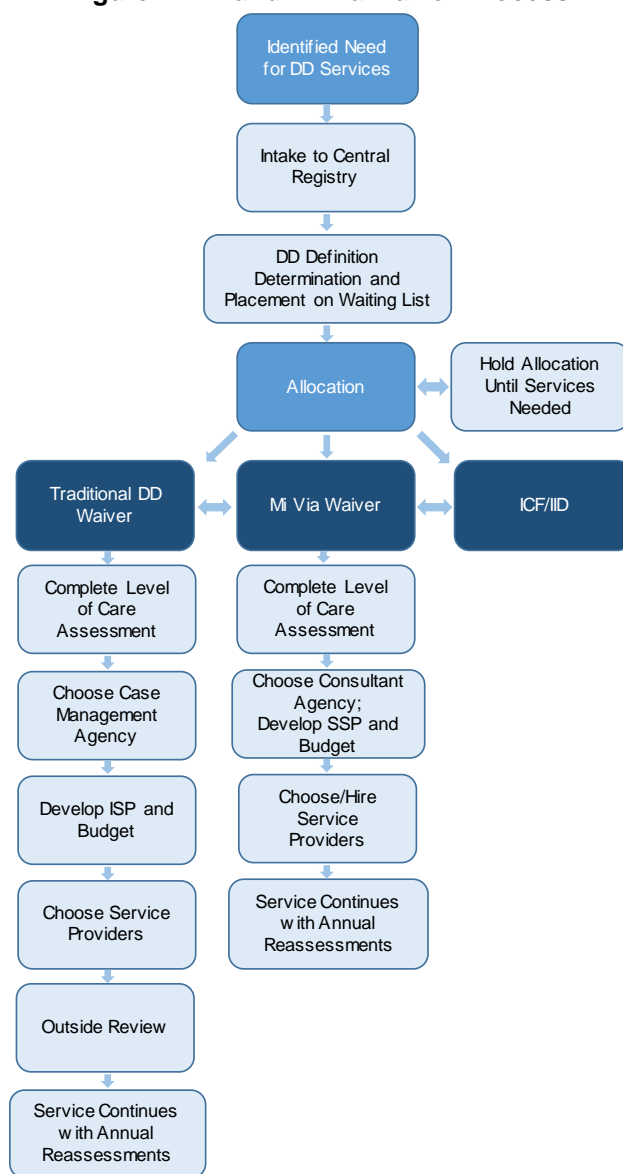 Identified Need
for DD Services
Intake to Central
Registry
DD Definition
Determination and
Placement on Waiting List
Allocation
Hold Allocation
Until Services
Needed
Traditional DD
Waiver
Mi Via Waiver
ICF/IID
Complete Level
of Care
Assessment
Complete Level
of Care
Assessment
Choose Case
Management
Agency
Choose Consultant
Agency;
Develop SSP and
Budget
Develop ISP and
Budget
Choose/Hire
Service
Providers
Choose Service
Providers
Service Continues
with Annual
Reassessments
Outside Review
Service Continues
with Annual
Reassessments